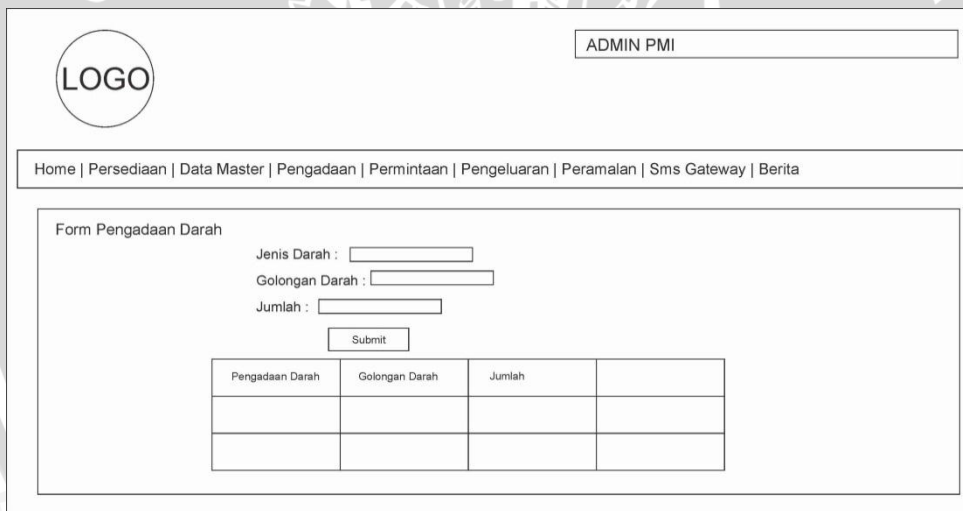 LOGO
ADMIN PMI
Home | Persediaan | Data Master | Pengadaan | Permintaan | Pengeluaran | Peramalan | Sms Gateway | Berita
Form Pengadaan Darah
Jenis Darah :
Golongan Darah :
Jumlah :
Submit
Pengadaan Darah Golongan Darah Jumlah